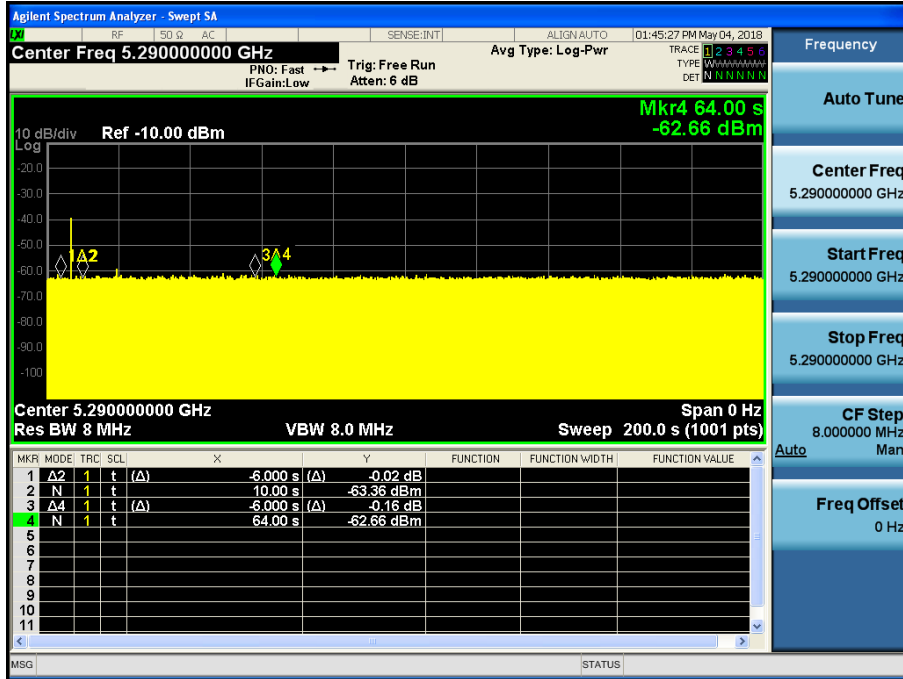 Agilent Spectrum Analyzer - Swept SA
LXI RF 50 Ω AC SENSE:INT ALIGN AUTO 01:45:27 PM May 04, 2018
Center Freq 5.290000000 GHz
PNO: Fast
IFGain:Low
Trig: Free Run
Atten: 6 dB
Avg Type: Log-Pwr
TRACE 1 2 3 4 5 6
TYPE WWWWWW
DET N N N N N N
Mkr4 64.00 s
-62.66 dBm
10 dB/div Ref -10.00 dBm
Log
-20.0
-30.0
-40.0
-50.0
-60.0
-70.0
-80.0
-90.0
-100
1Δ2
3Δ4
Center 5.290000000 GHz Span 0 Hz
Res BW 8 MHz VBW 8.0 MHz Sweep 200.0 s (1001 pts)
MKR MODE TRC SCL X Y FUNCTION FUNCTION WIDTH FUNCTION VALUE
1 Δ2 1 t (Δ) -6.000 s (Δ) -0.02 dB
2 N 1 t 10.00 s -63.36 dBm
3 Δ4 1 t (Δ) -6.000 s (Δ) -0.16 dB
4 N 1 t 64.00 s -62.66 dBm
5
6
7
8
9
10
11
MSG STATUS
Frequency
Auto Tune
Center Freq
5.290000000 GHz
Start Freq
5.290000000 GHz
Stop Freq
5.290000000 GHz
CF Step
8.000000 MHz
Auto Man
Freq Offset
0 Hz